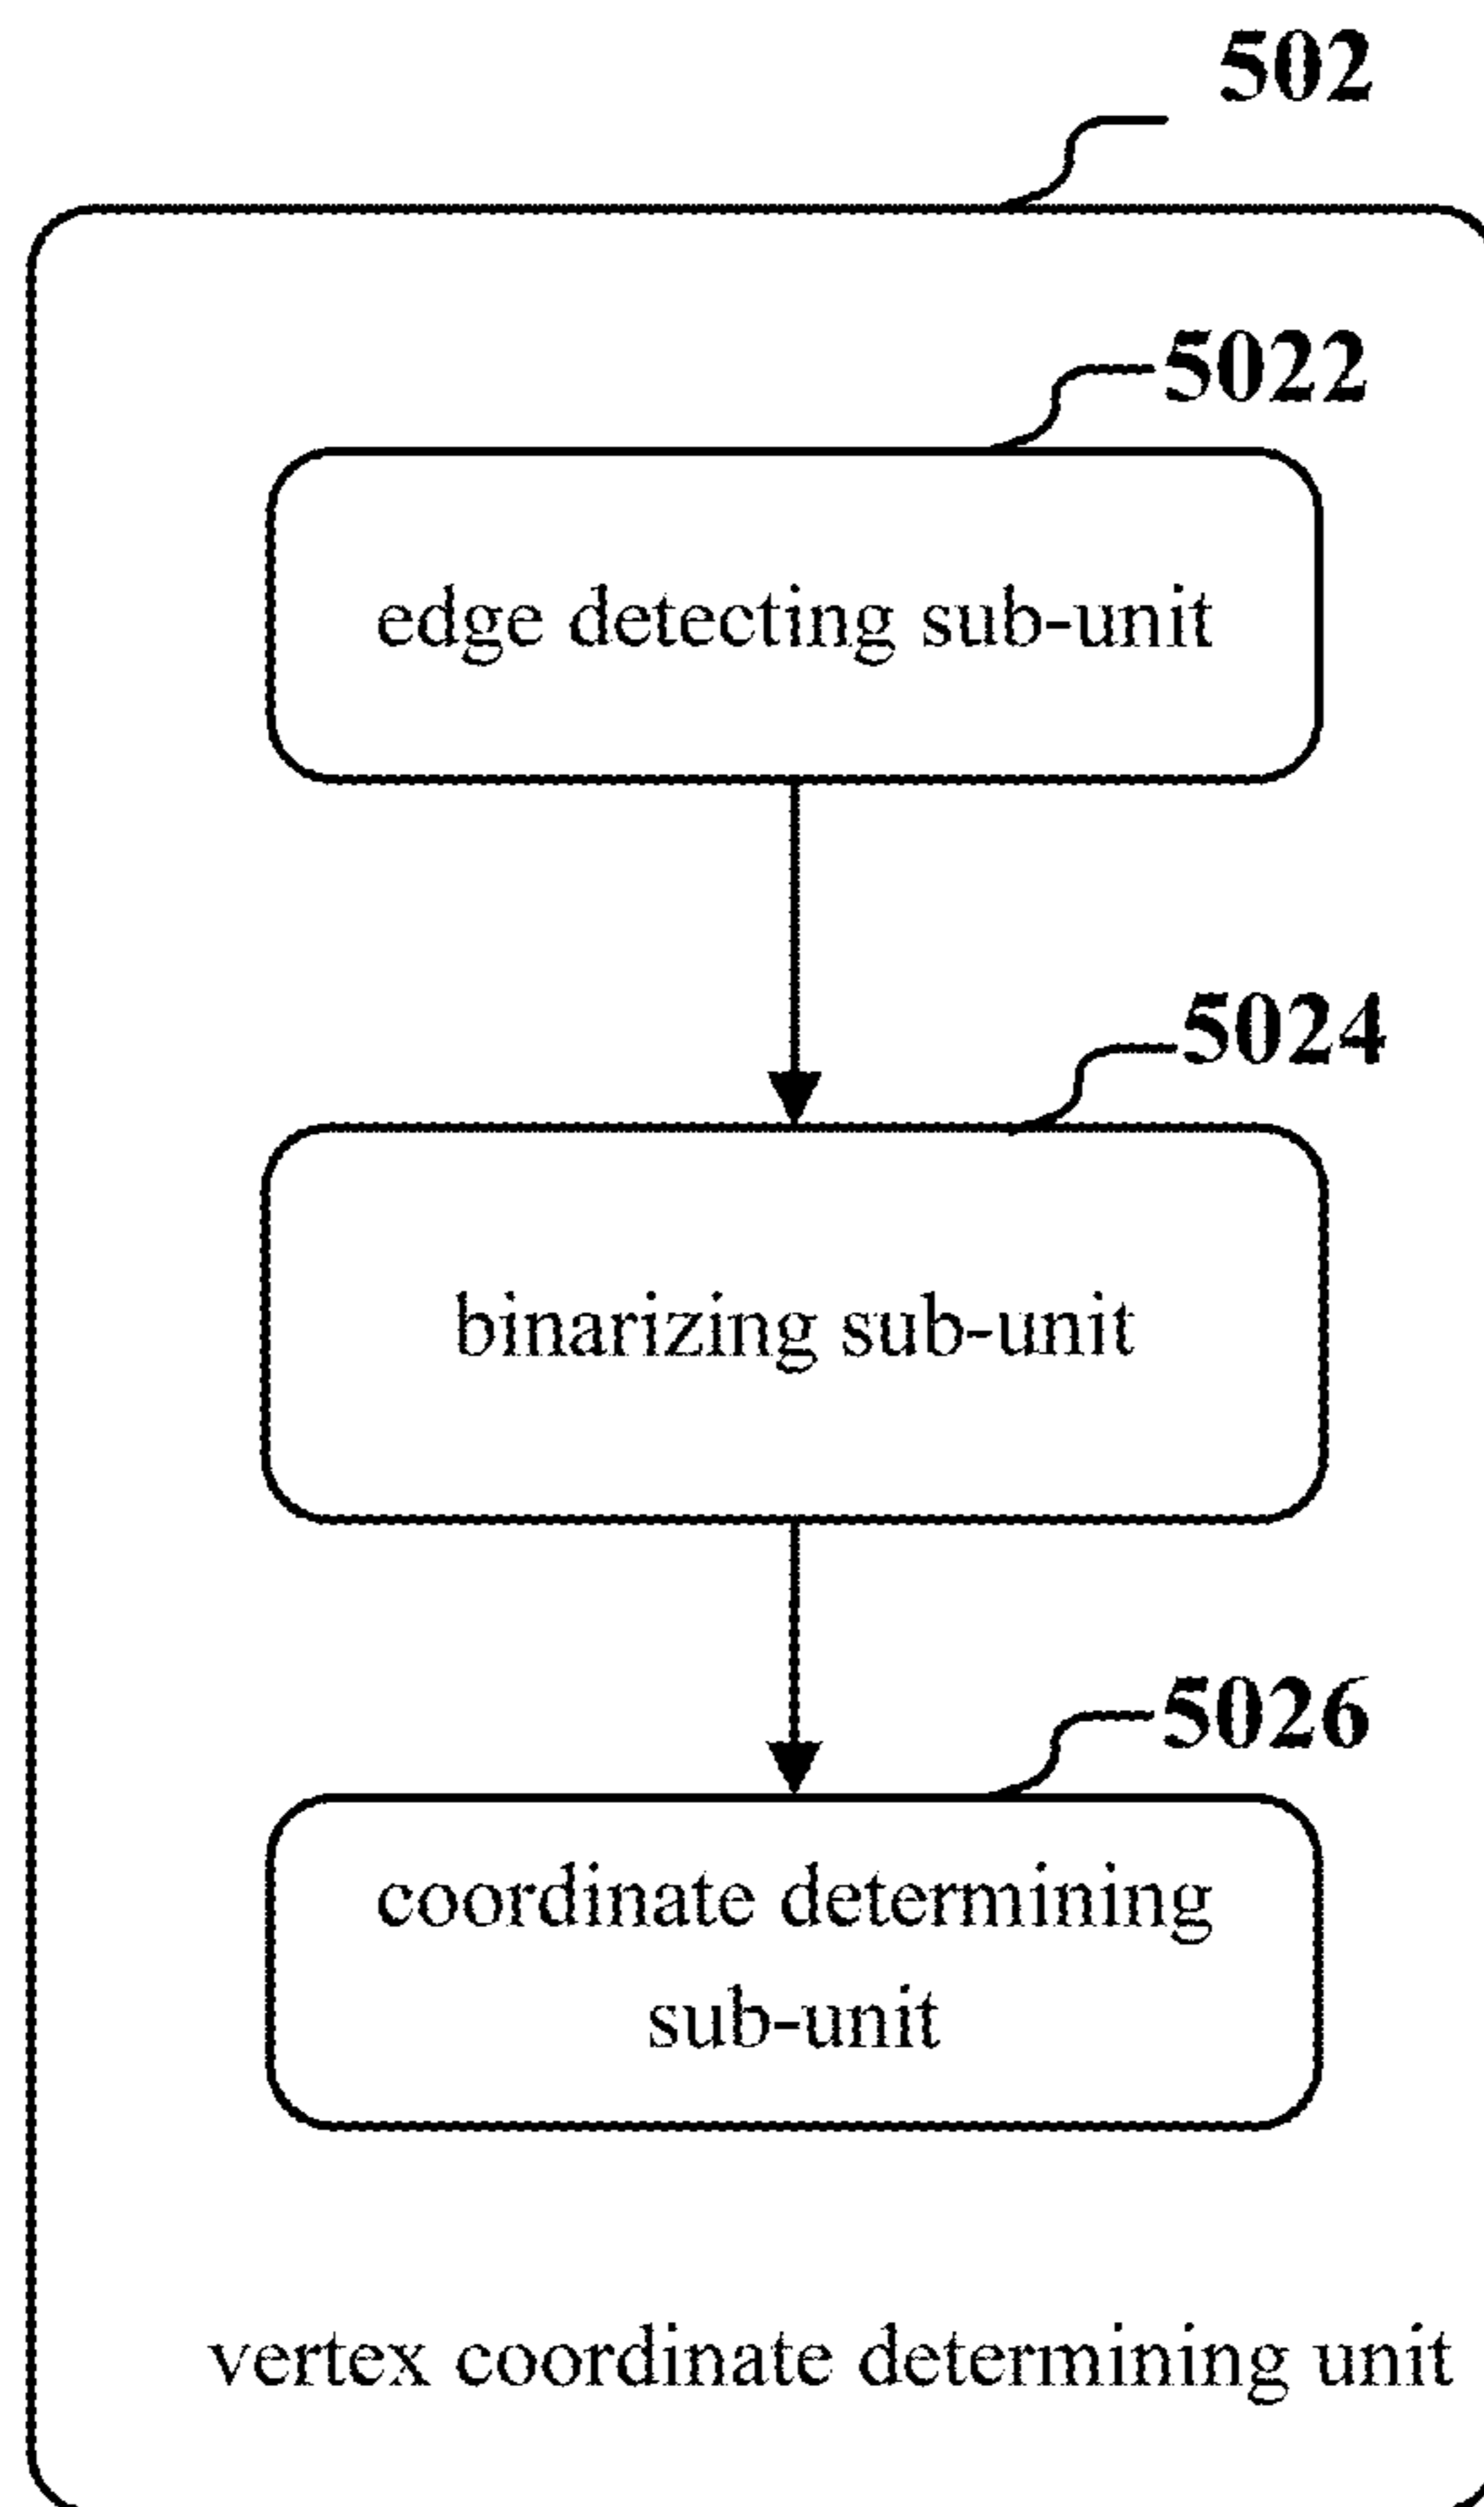 502
5022
edge detecting sub-unit
5024
binarizing sub-unit
5026
coordinate determining
sub-unit
vertex coordinate determining unit